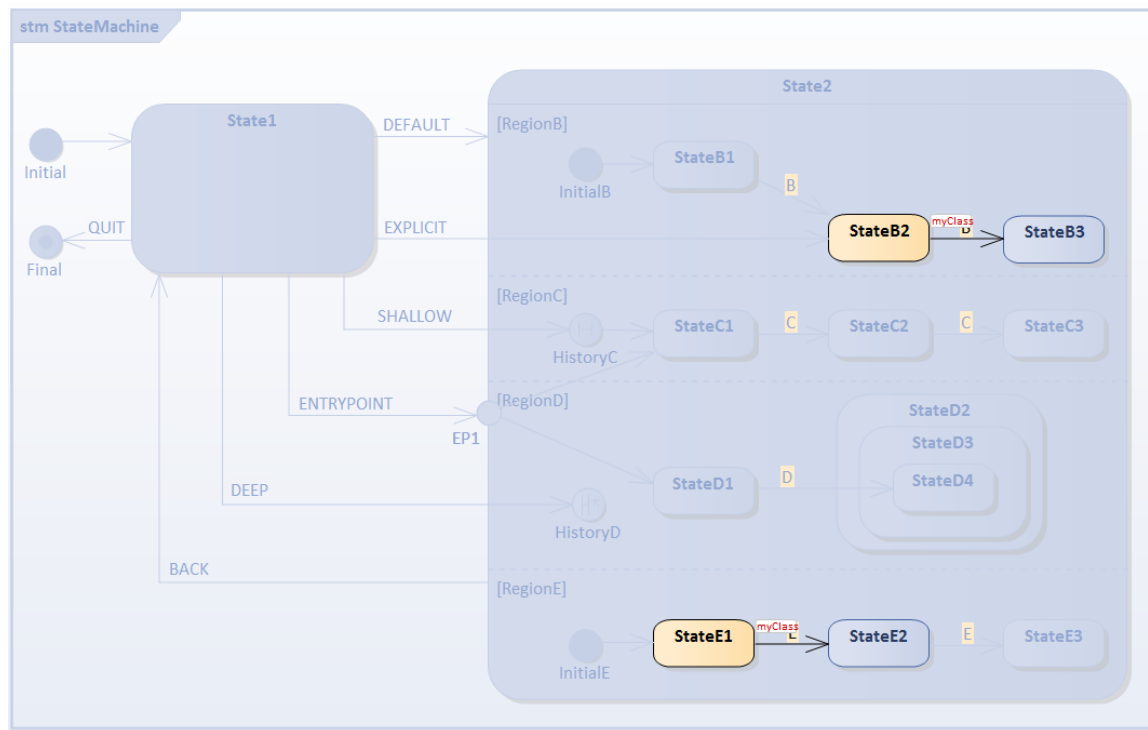 stm StateMachine
State2
State1
DEFAULT
[RegionB]
Initial
StateB1
InitialB
B
QUIT
EXPLICIT
StateB2
myClass
B
StateB3
Final
[RegionC]
SHALLOW
StateC1
C
StateC2
C
StateC3
HistoryC
ENTRYPOINT
[RegionD]
EP1
StateD2
StateD3
StateD1
D
StateD4
DEEP
HistoryD
BACK
[RegionE]
StateE1
myClass
E
StateE2
E
StateE3
InitialE